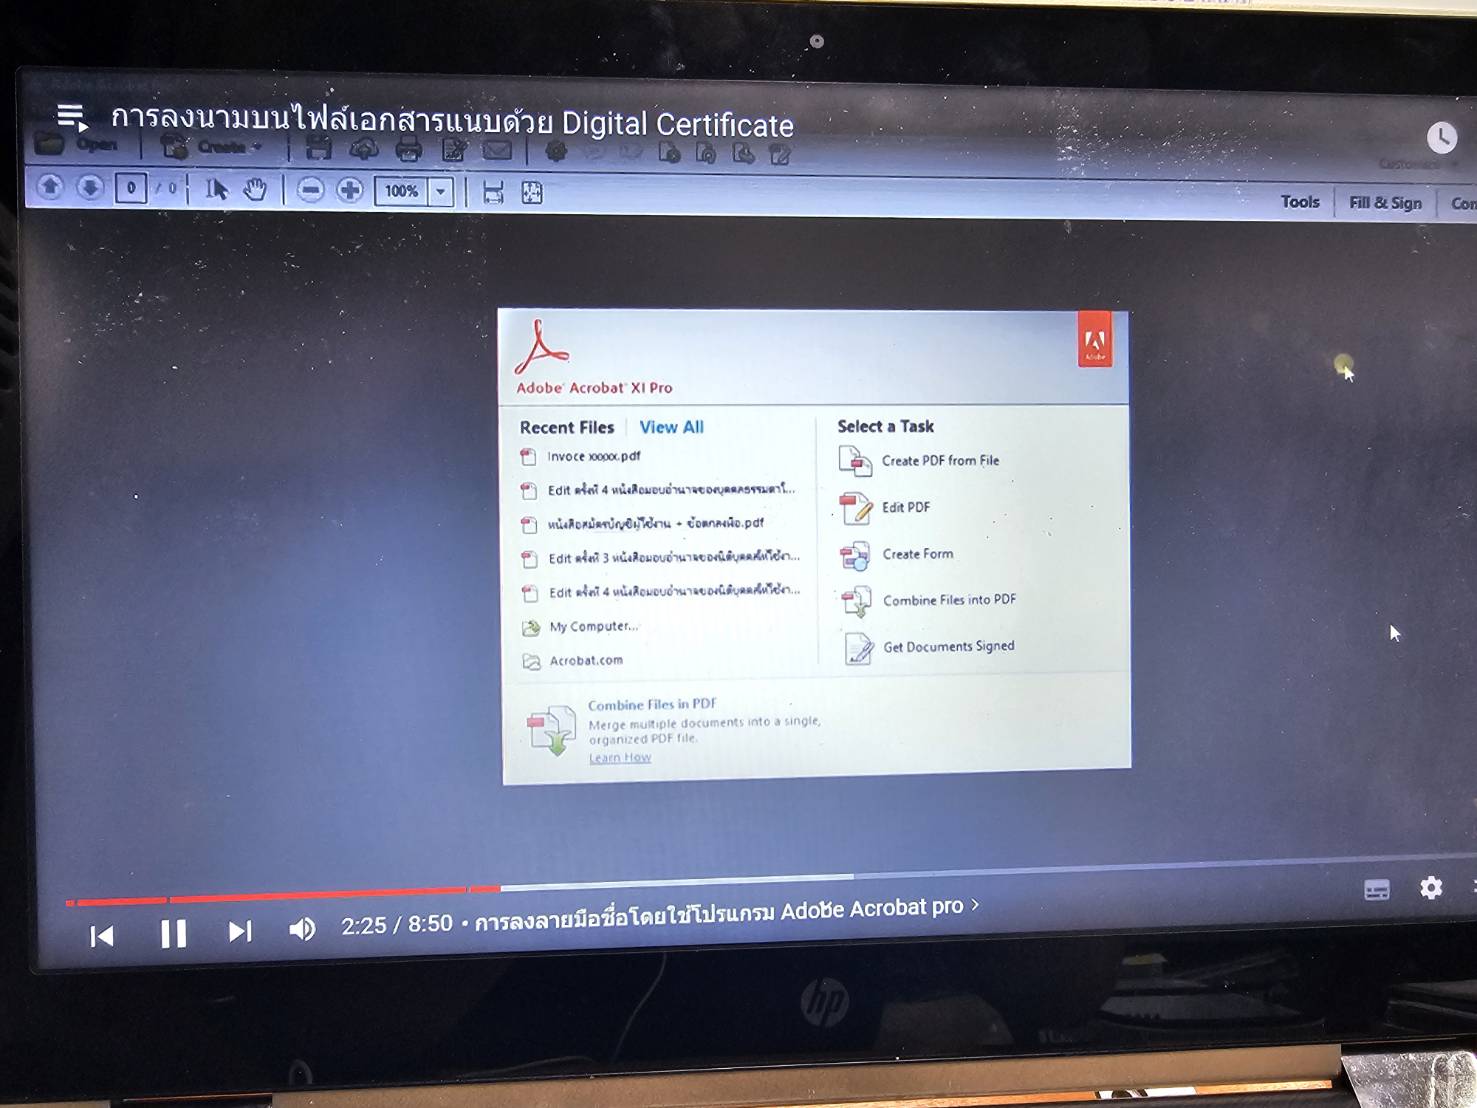 การลงนามบนไฟล์เอกสารแนบด้วย Digital Certificate
Open Create
0 / 0 100% Tools Fill & Sign
Adobe
Adobe Acrobat XI Pro
Recent Files View All
Invoce xxxxx.pdf
Edit ครั้งที่ 4 หนังสือมอบอำนาจของบุคคลธรรมดาใ...
หนังสือสมัครบัญชีผู้ใช้งาน + ข้อตกลงพือ.pdf
Edit ครั้งที่ 3 หนังสือมอบอำนาจของนิติบุคคลให้ใช้งา...
Edit ครั้งที่ 4 หนังสือมอบอำนาจของนิติบุคคลให้ใช้งา...
My Computer...
Acrobat.com
Select a Task
Create PDF from File
Edit PDF
Create Form
Combine Files into PDF
Get Documents Signed
Combine Files in PDF
Merge multiple documents into a single,
organized PDF file.
Learn How
2:25 / 8:50 • การลงลายมือชื่อโดยใช้โปรแกรม Adobe Acrobat pro >
hp